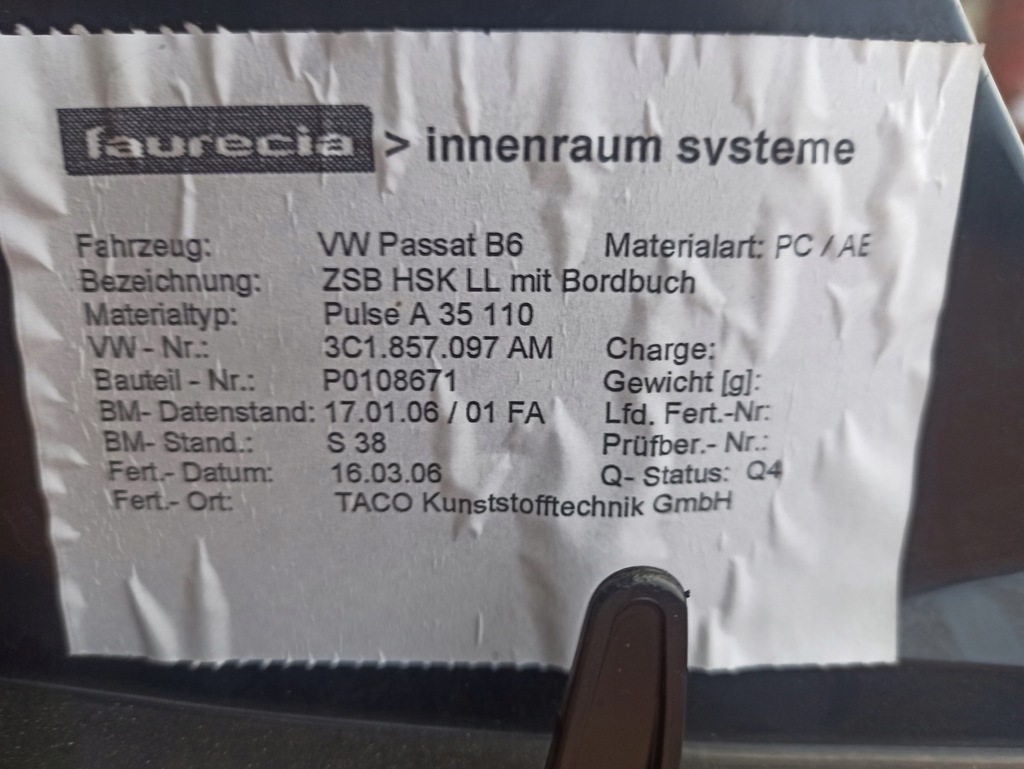 faurecia > innenraum systeme
Fahrzeug: VW Passat B6 Materialart: PC / AE
Bezeichnung: ZSB HSK LL mit Bordbuch
Materialtyp: Pulse A 35 110
VW - Nr.: 3C1.857.097 AM Charge:
Bauteil - Nr.: P0108671 Gewicht [g]:
BM- Datenstand: 17.01.06 / 01 FA Lfd. Fert.-Nr:
BM- Stand.: S 38 Prüfber.- Nr.:
Fert.- Datum: 16.03.06 Q- Status: Q4
Fert.- Ort: TACO Kunststofftechnik GmbH